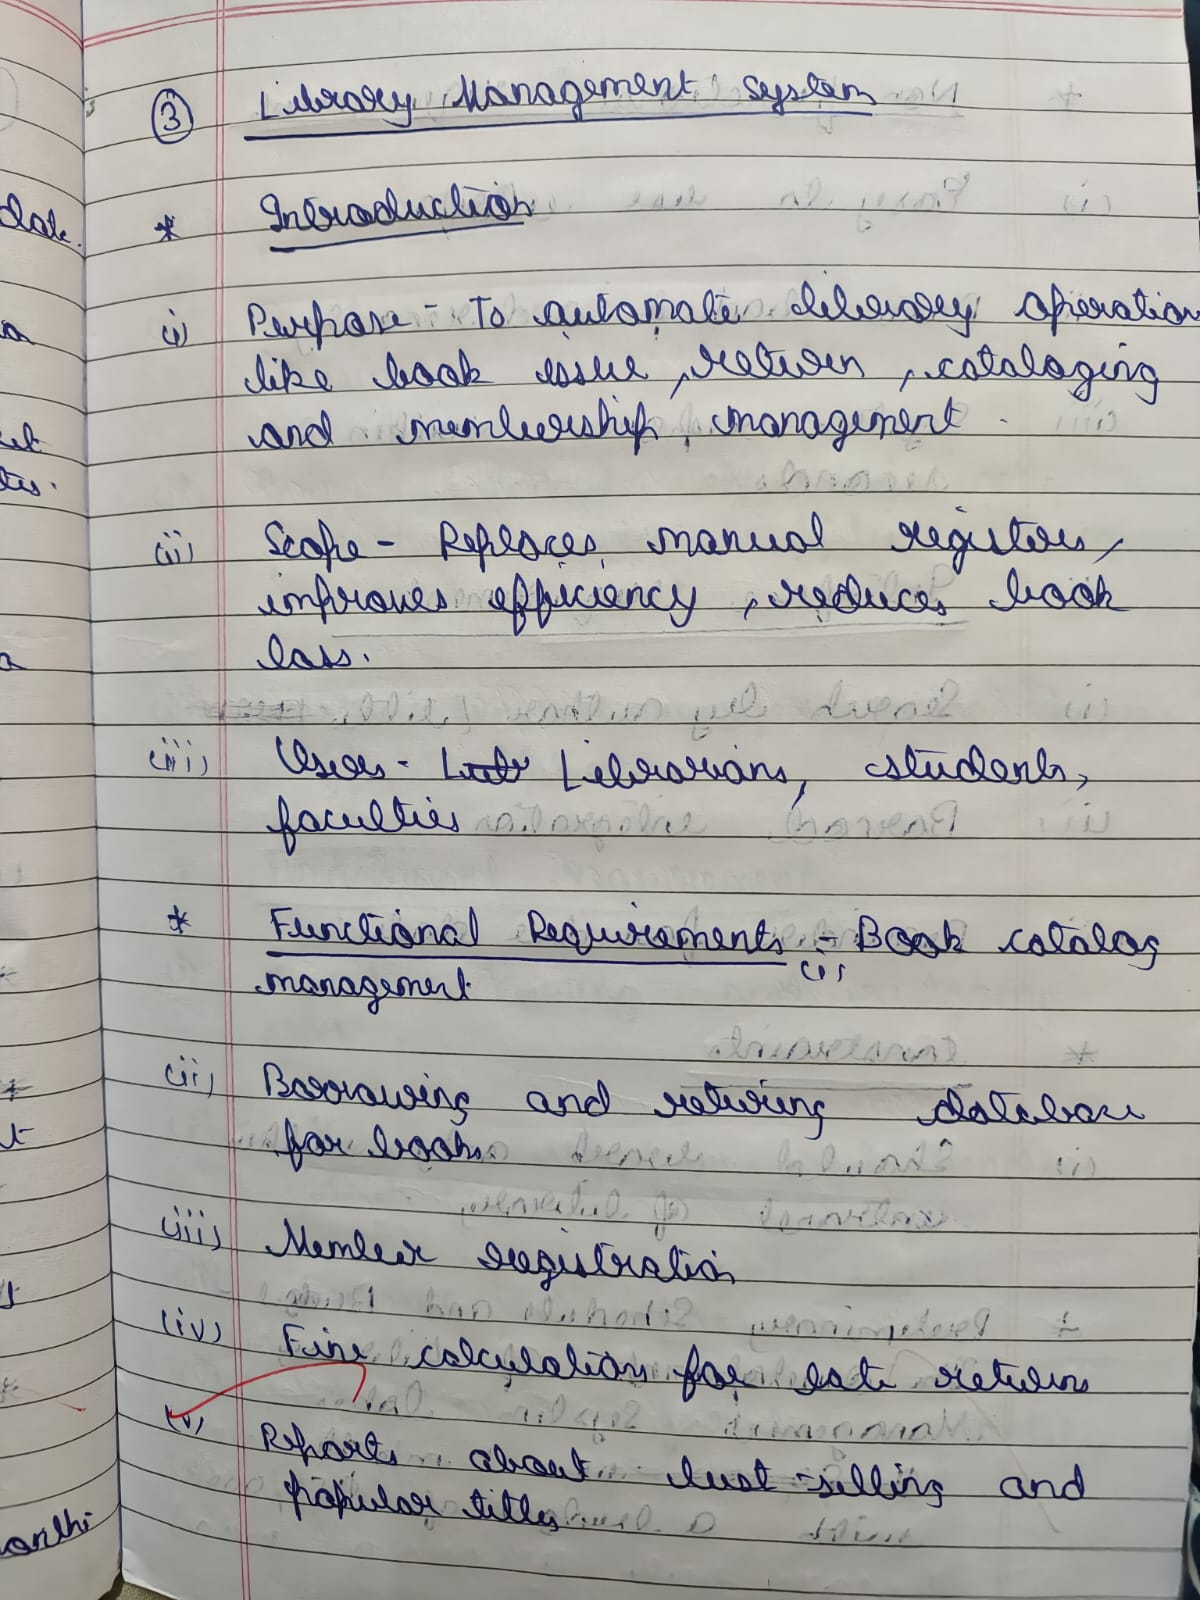 ③ Library Management System
* Introduction
(i) Purpose - To automate library operation
like book issue, return, cataloging
and membership management.
(ii) Scope - Replaces manual registers,
improves efficiency, reduces book
loss.
(iii) Users - Librarians, students,
faculties
* Functional Requirements :- (i) Book catalog
management
(ii) Borrowing and returing database
for books
(iii) Member registration
(iv) Fine calculation for late return
(v) Reports about best-selling and
popular titles